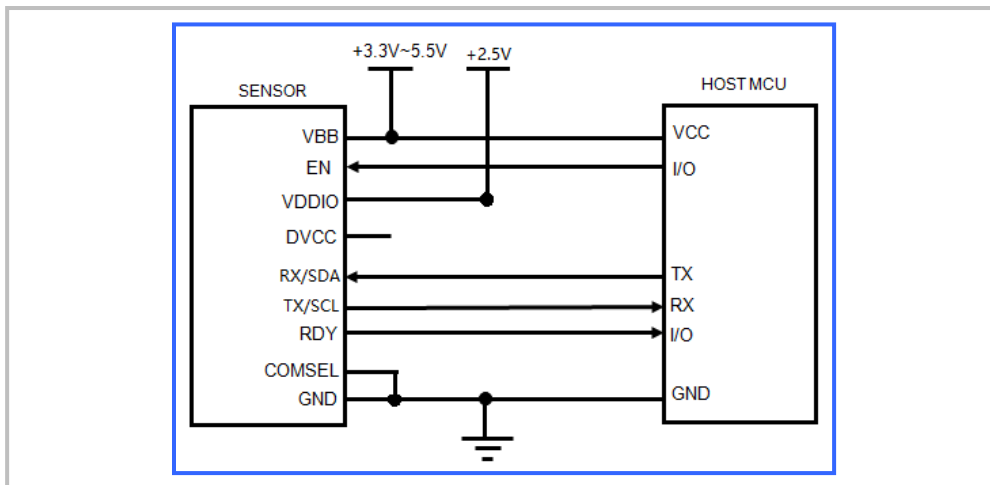 +3.3V~5.5V
+2.5V
SENSOR
HOST MCU
VBB
EN
VDDIO
DVCC
RX/SDA
TX/SCL
RDY
COMSEL
GND
VCC
I/O
TX
RX
I/O
GND